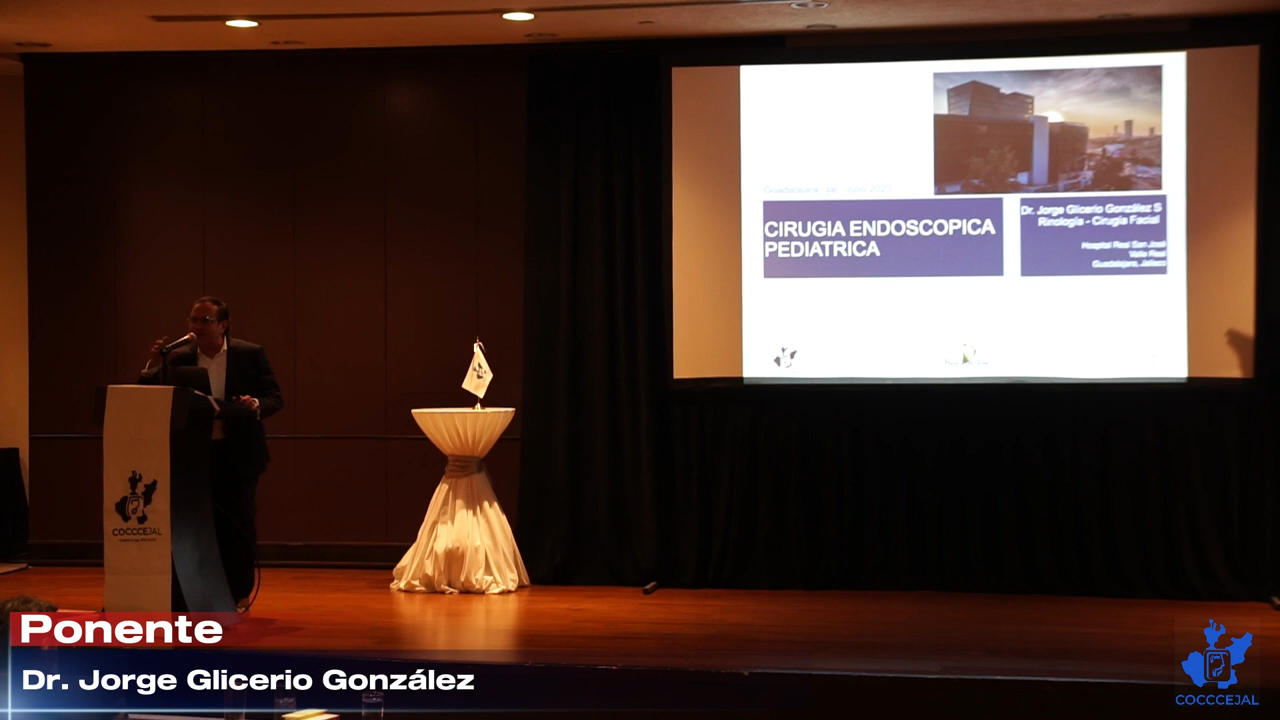 CIRUGIA ENDOSCOPICA
PEDIATRICA
Dr. Jorge Glicerio González S
Rinología - Cirugía Facial
Hospital Real San José
Valle Real
Guadalajara, Jalisco
COCCCEJAL
Ponente
Dr. Jorge Glicerio González
COCCCEJAL